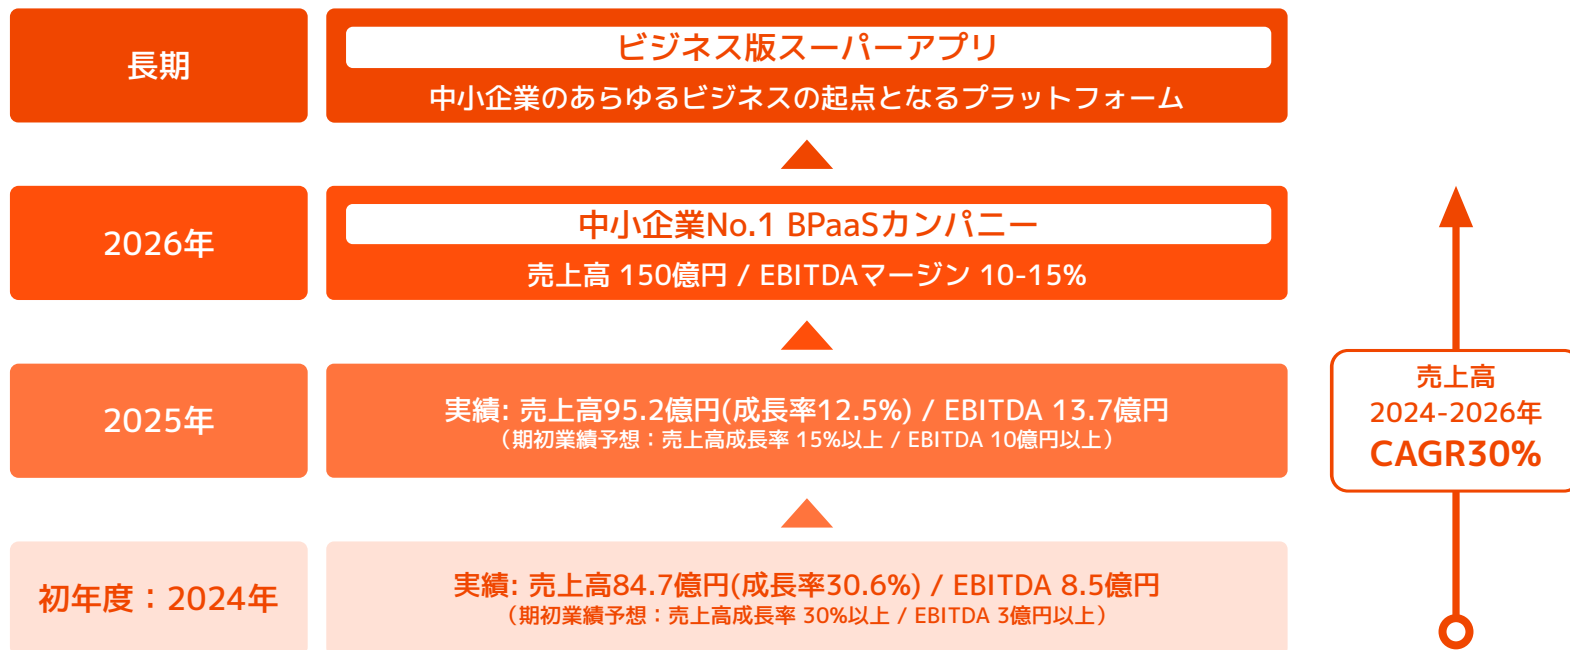 長期
ビジネス版スーパーアプリ
中小企業のあらゆるビジネスの起点となるプラットフォーム
2026年
中小企業No.1 BPaaSカンパニー
売上高 150億円 / EBITDAマージン 10-15%
2025年
実績: 売上高95.2億円(成長率12.5%) / EBITDA 13.7億円
（期初業績予想：売上高成長率 15%以上 / EBITDA 10億円以上）
初年度：2024年
実績: 売上高84.7億円(成長率30.6%) / EBITDA 8.5億円
（期初業績予想：売上高成長率 30%以上 / EBITDA 3億円以上）
売上高
2024-2026年
CAGR30%